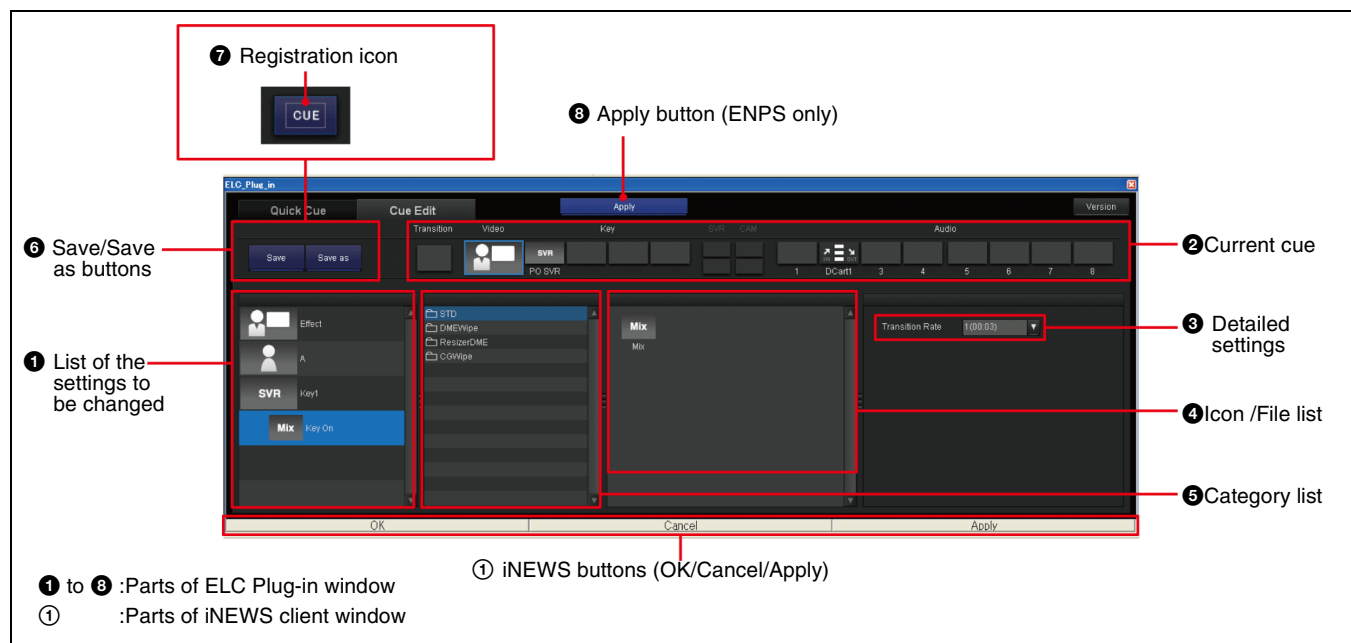 ❼ Registration icon
CUE
❽ Apply button (ENPS only)
ELC_Plug_in
Quick Cue
Cue Edit
Apply
Version
❻ Save/Save
as buttons
Save
Save as
Transition
Video
Key
SVR
CAM
Audio
SVR
PO SVR
IN
OUT
1
DCart1
3
4
5
6
7
8
❷Current cue
❶ List of the
settings to
be changed
Effect
A
SVR
Key1
Mix
Key On
STD
DMEWipe
ResizerDME
CGWipe
Mix
Mix
Transition Rate
1(00:03)
❸ Detailed
settings
❹Icon /File list
❺Category list
OK
Cancel
Apply
① iNEWS buttons (OK/Cancel/Apply)
❶ to ❽ :Parts of ELC Plug-in window
① :Parts of iNEWS client window